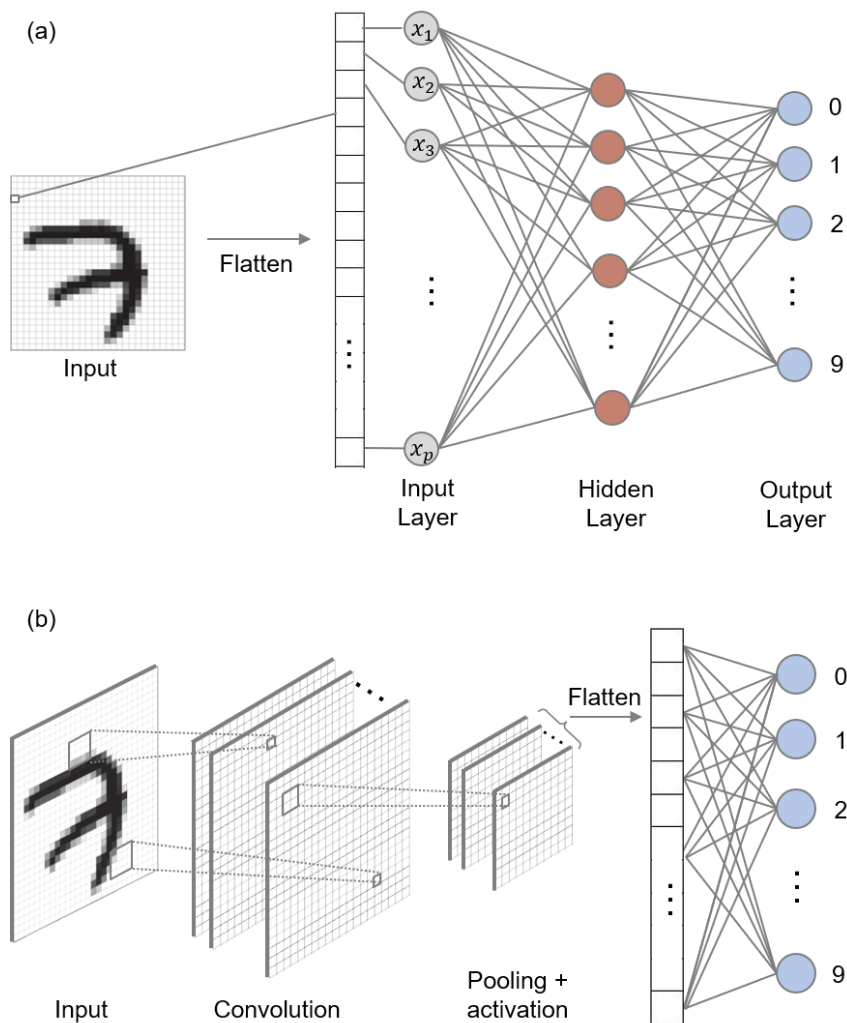 (a)
x₁
x₂
x₃
xₚ
0
1
2
9
Flatten
Input
Input
Layer
Hidden
Layer
Output
Layer
(b)
Flatten
0
1
2
9
Input
Convolution
Pooling +
activation